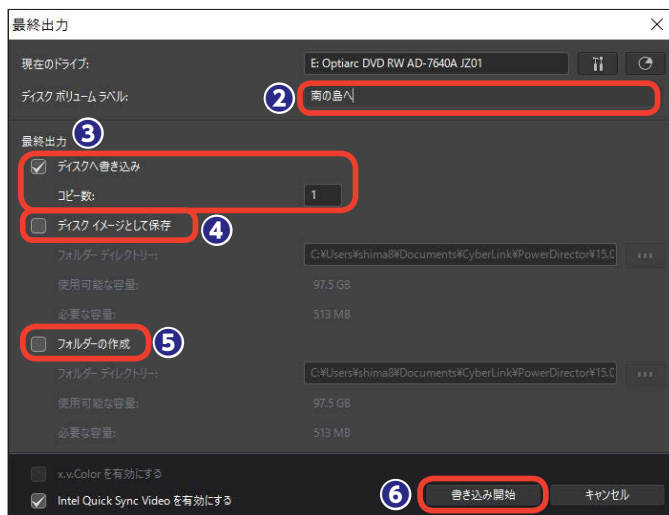 最終出力
現在のドライブ: E: Optiarc DVD RW AD-7640A JZ01
ディスク ボリューム ラベル: ② 南の島へ
最終出力 ③
ディスクへ書き込み
コピー数: 1
ディスク イメージとして保存 ④
フォルダー ディレクトリー: C:¥Users¥shima8¥Documents¥CyberLink¥PowerDirector¥15.0 ...
使用可能な容量: 97.5 GB
必要な容量: 513 MB
フォルダーの作成 ⑤
フォルダー ディレクトリー: C:¥Users¥shima8¥Documents¥CyberLink¥PowerDirector¥15.0 ...
使用可能な容量: 97.5 GB
必要な容量: 513 MB
x.v.Color を有効にする
Intel Quick Sync Video を有効にする ⑥ 書き込み開始 キャンセル